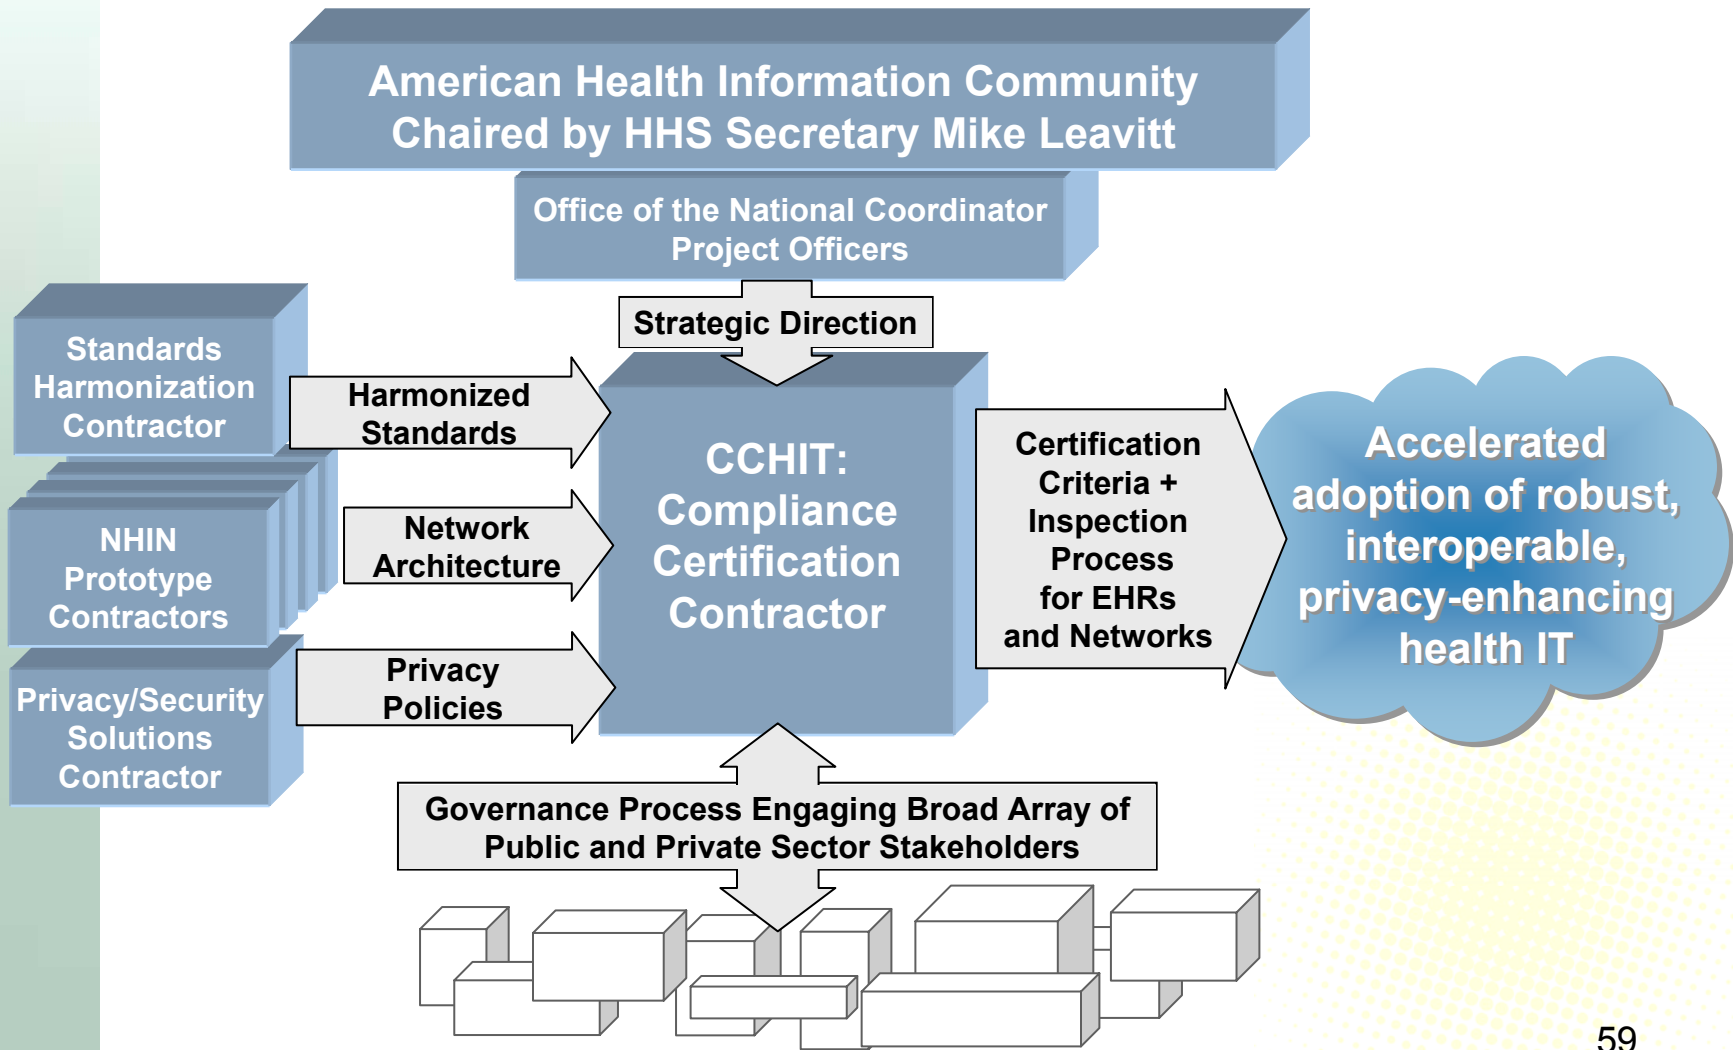 American Health Information Community
Chaired by HHS Secretary Mike Leavitt
Office of the National Coordinator
Project Officers
Strategic Direction
Standards
Harmonization
Contractor
Harmonized
Standards
NHIN
Prototype
Contractors
Network
Architecture
Privacy/Security
Solutions
Contractor
Privacy
Policies
CCHIT:
Compliance
Certification
Contractor
Certification
Criteria +
Inspection
Process
for EHRs
and Networks
Accelerated
adoption of robust,
interoperable,
privacy-enhancing
health IT
Governance Process Engaging Broad Array of
Public and Private Sector Stakeholders
59